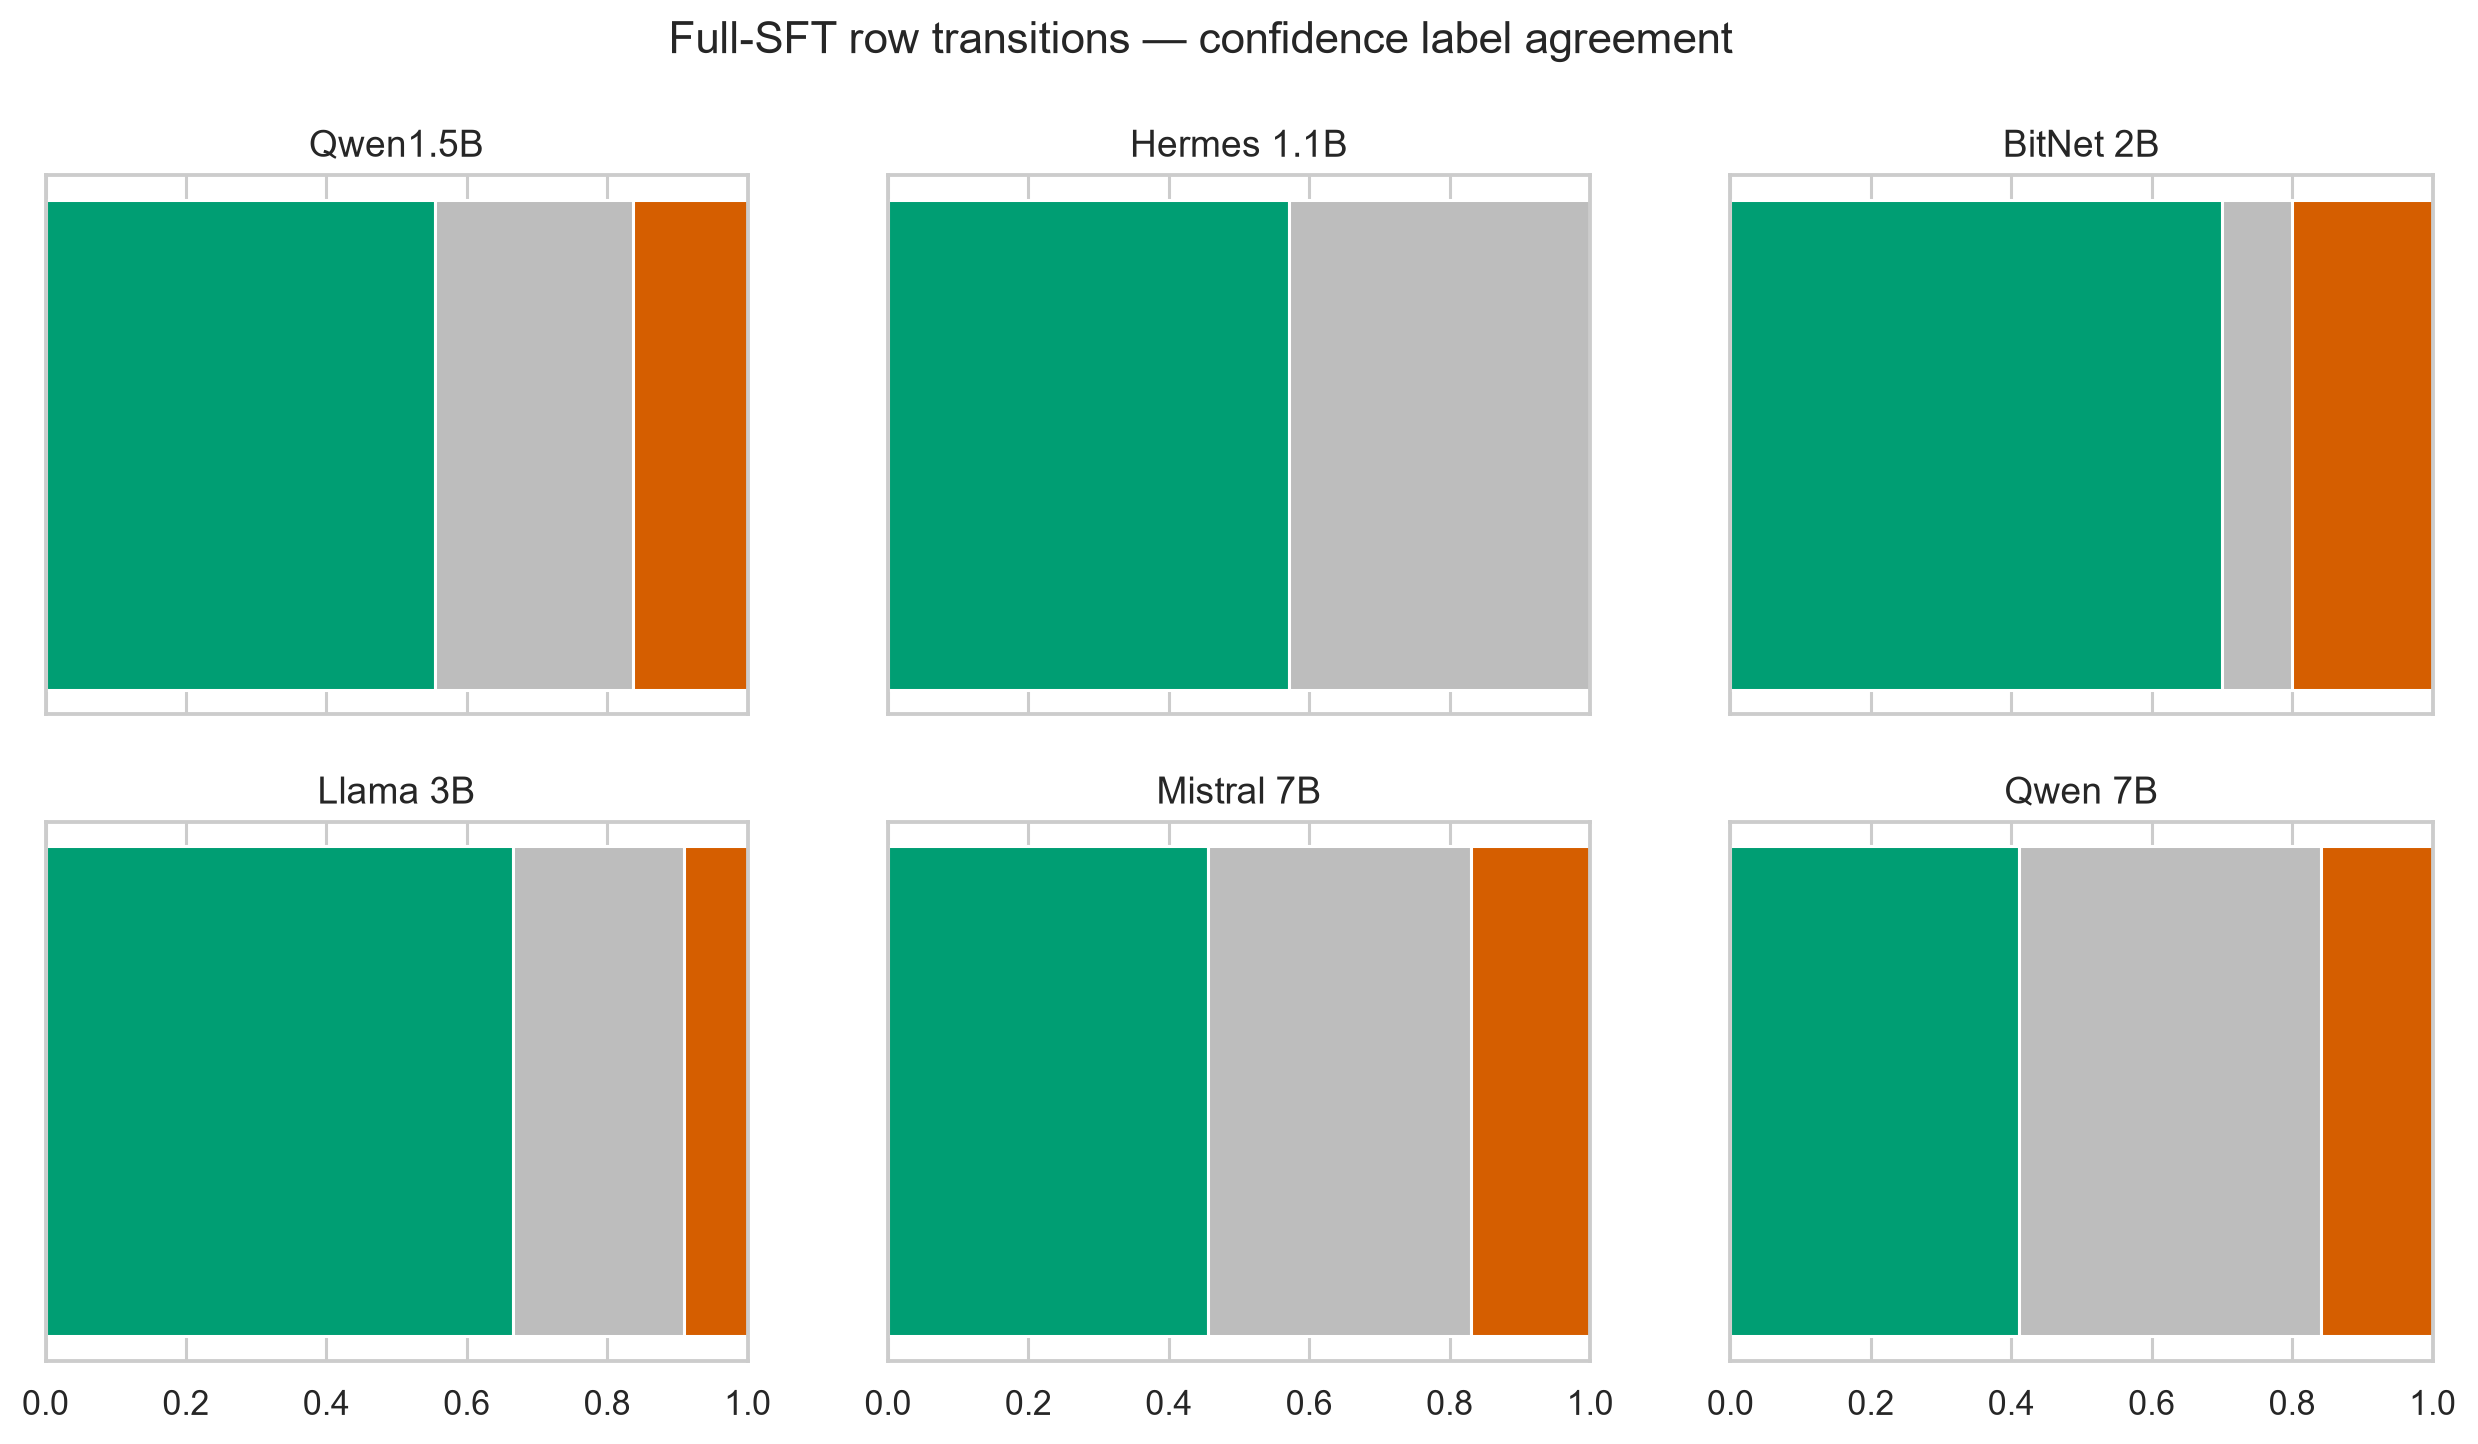 Full-SFT row transitions — confidence label agreement
Qwen1.5B
Hermes 1.1B
BitNet 2B
Llama 3B
Mistral 7B
Qwen 7B
0.0 0.2 0.4 0.6 0.8 1.0
0.0 0.2 0.4 0.6 0.8 1.0
0.0 0.2 0.4 0.6 0.8 1.0